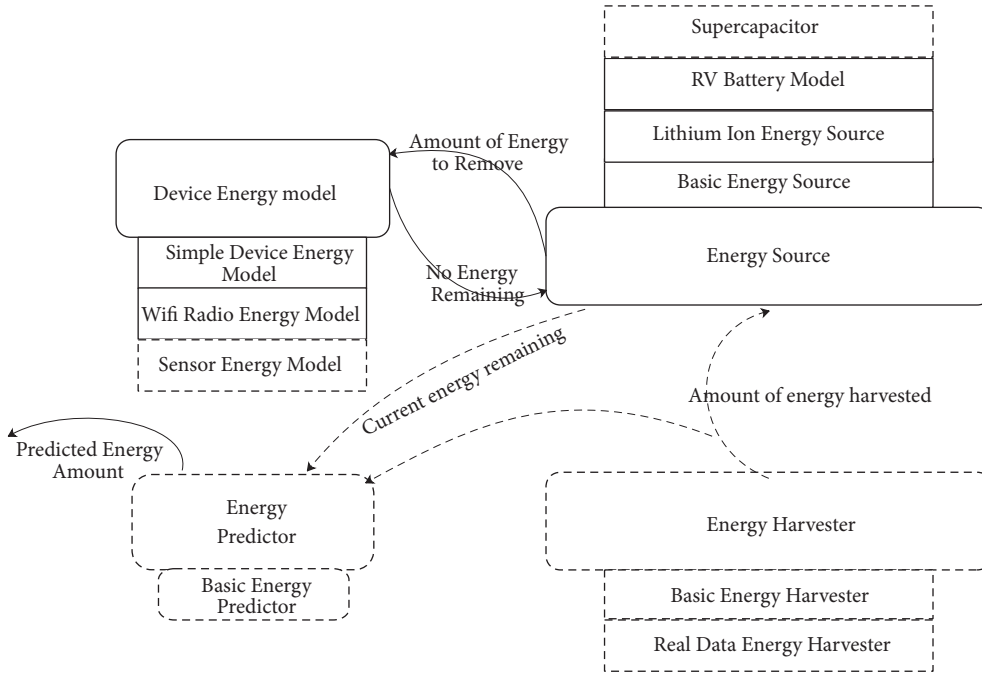 Supercapacitor
RV Battery Model
Lithium Ion Energy Source
Basic Energy Source
Energy Source
Amount of Energy
to Remove
Device Energy model
Simple Device Energy
Model
Wifi Radio Energy Model
Sensor Energy Model
No Energy
Remaining
Current energy remaining
Amount of energy harvested
Predicted Energy
Amount
Energy
Predictor
Basic Energy
Predictor
Energy Harvester
Basic Energy Harvester
Real Data Energy Harvester